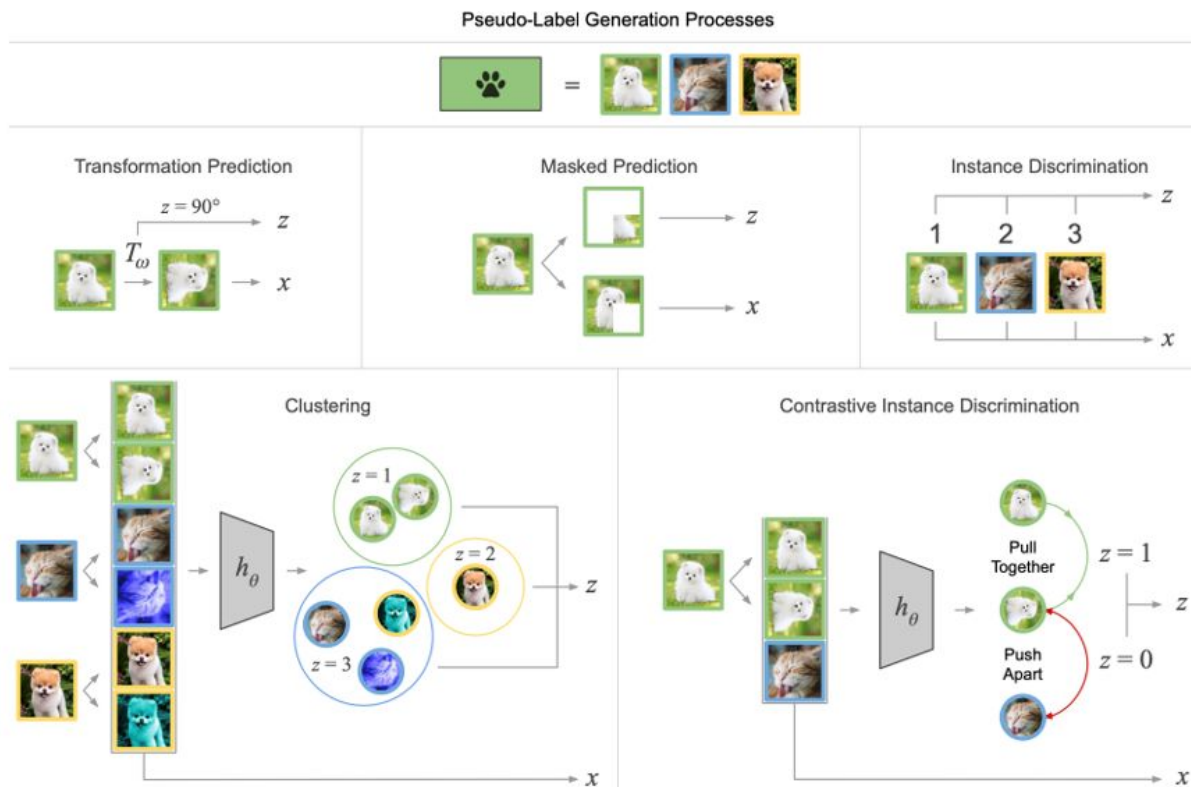 Pseudo-Label Generation Processes
=
Transformation Prediction
z = 90°
z
T_ω
x
Masked Prediction
z
x
Instance Discrimination
z
1 2 3
x
Clustering
z = 1
z = 2
h_θ
z
z = 3
x
Contrastive Instance Discrimination
Pull
Together
z = 1
h_θ
z
Push
Apart
z = 0
x